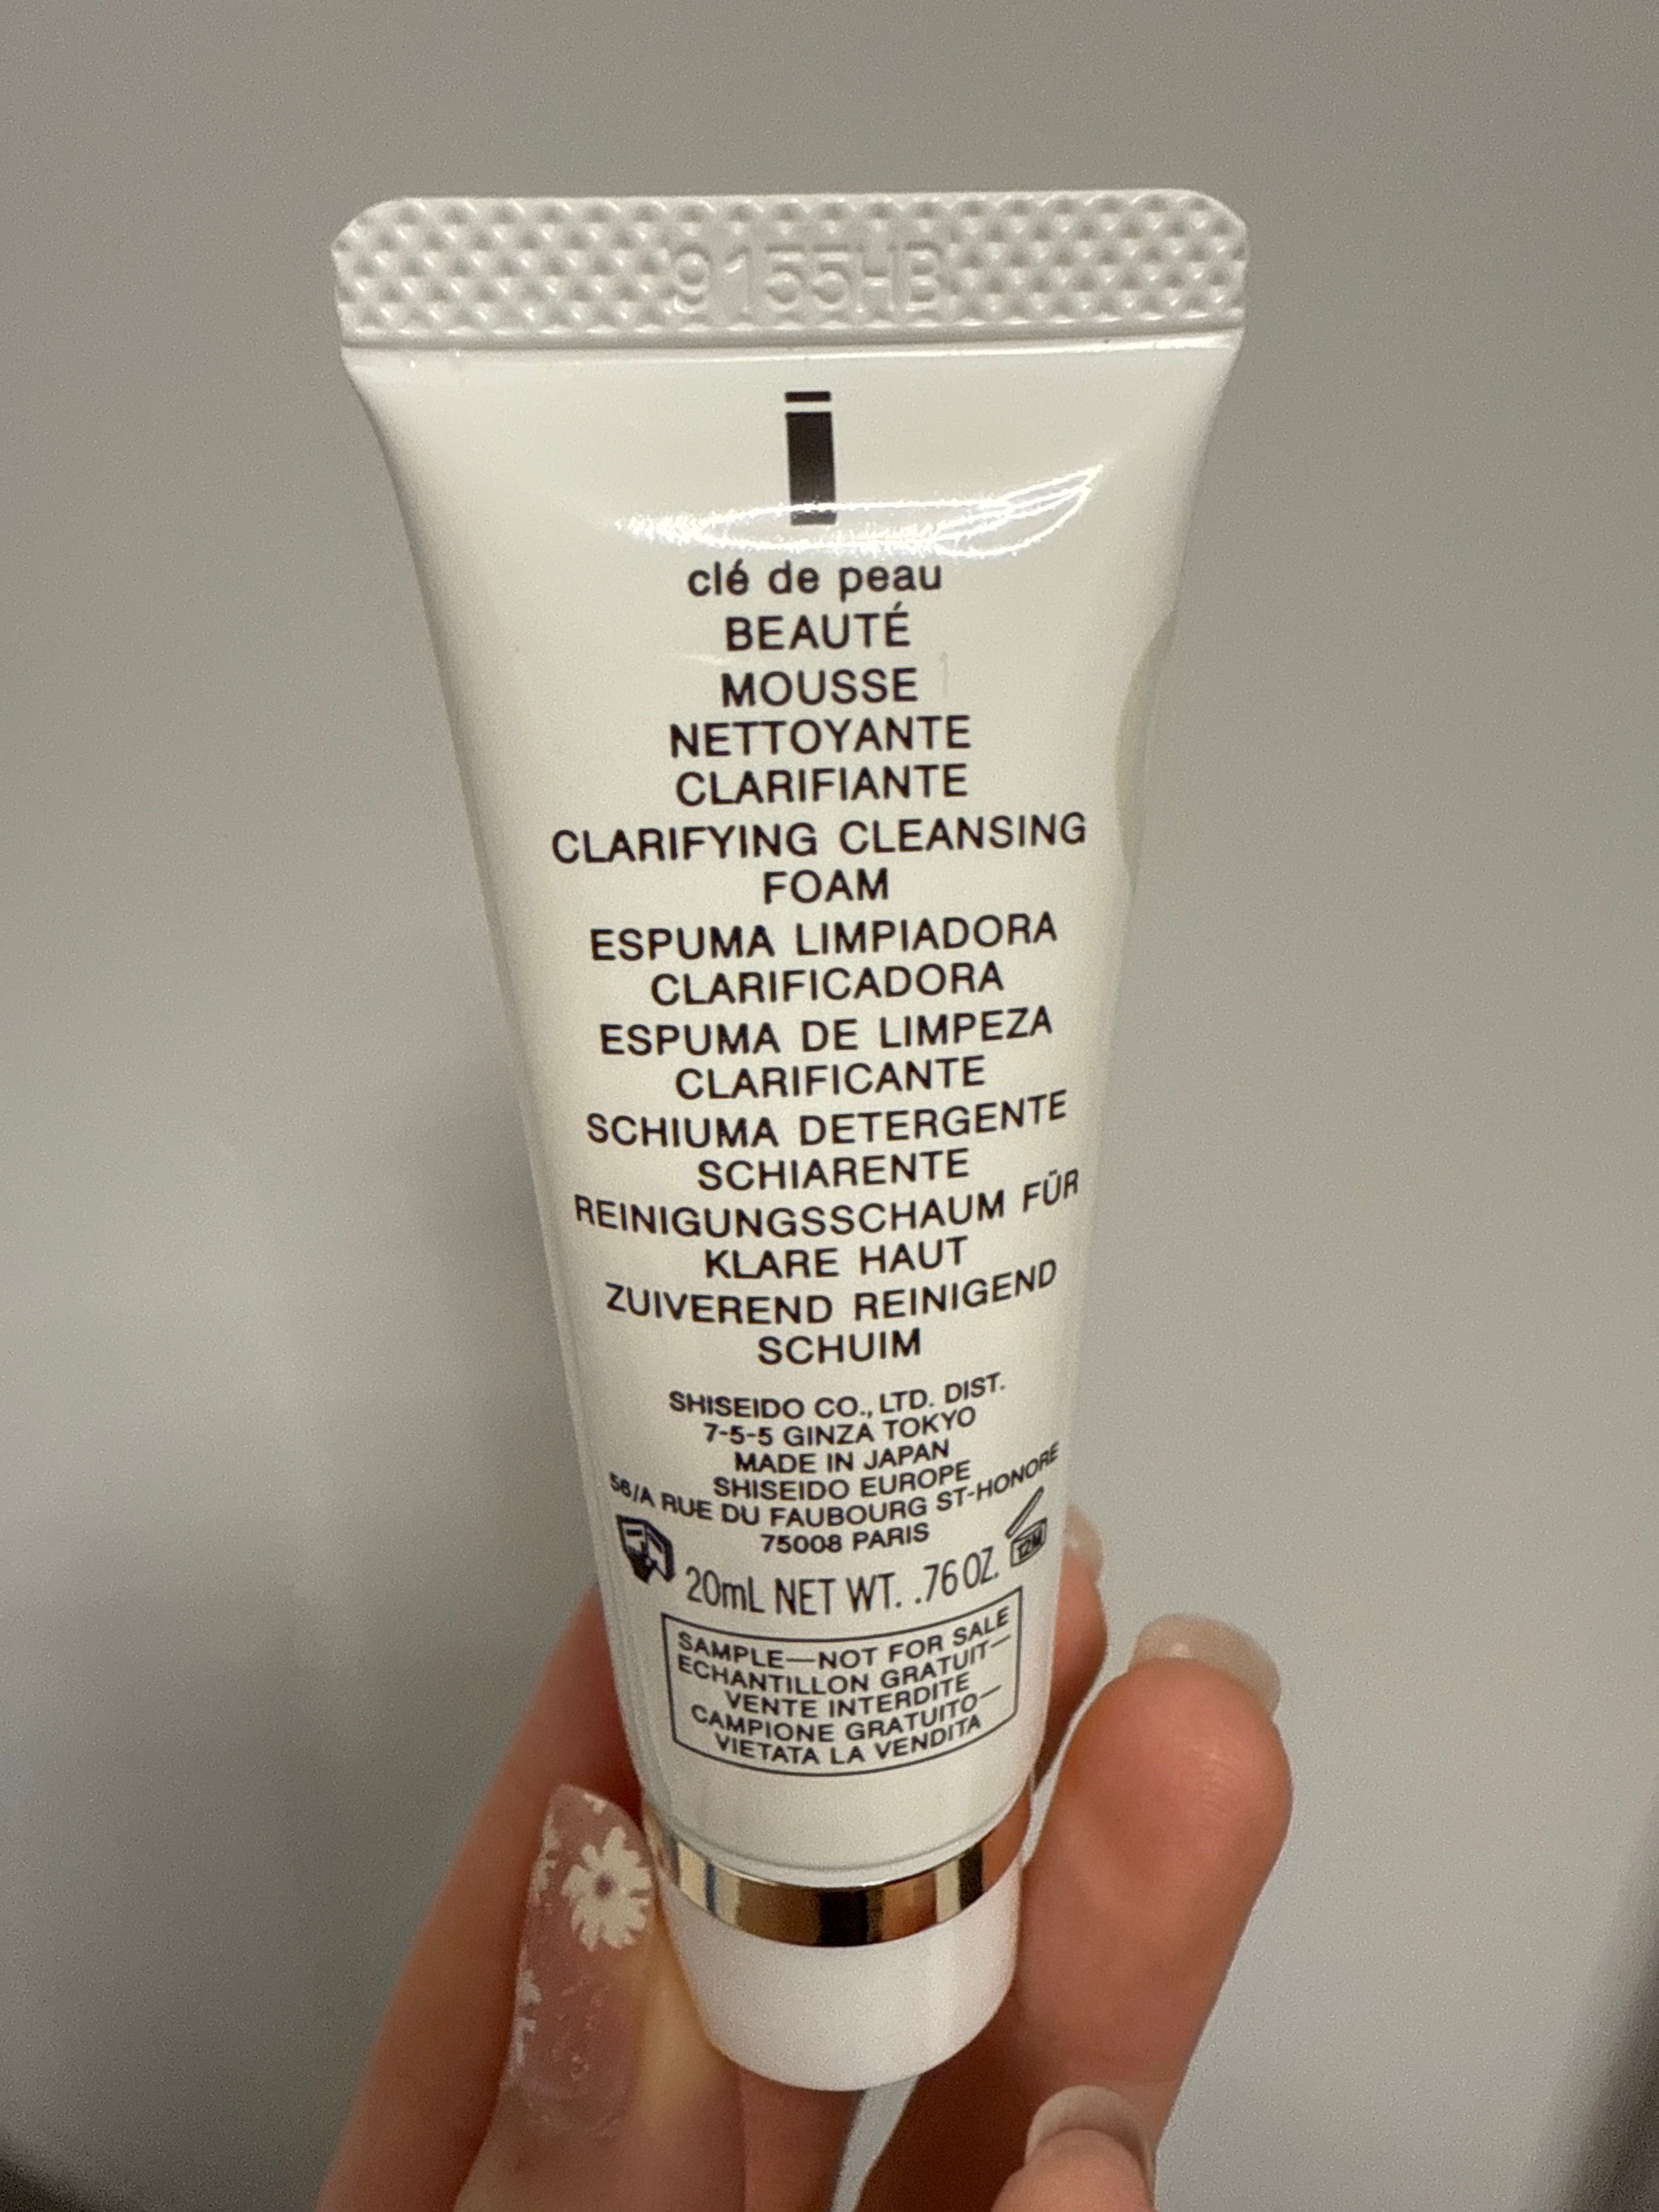 9155HB
clé de peau
BEAUTÉ
MOUSSE
NETTOYANTE
CLARIFIANTE
CLARIFYING CLEANSING
FOAM
ESPUMA LIMPIADORA
CLARIFICADORA
ESPUMA DE LIMPEZA
CLARIFICANTE
SCHIUMA DETERGENTE
SCHIARENTE
REINIGUNGSSCHAUM FÜR
KLARE HAUT
ZUIVEREND REINIGEND
SCHUIM
SHISEIDO CO., LTD. DIST.
7-5-5 GINZA TOKYO
MADE IN JAPAN
SHISEIDO EUROPE
56/A RUE DU FAUBOURG ST-HONORE
75008 PARIS
12M
20mL NET WT. .76 OZ.
SAMPLE—NOT FOR SALE
ECHANTILLON GRATUIT—
VENTE INTERDITE
CAMPIONE GRATUITO—
VIETATA LA VENDITA